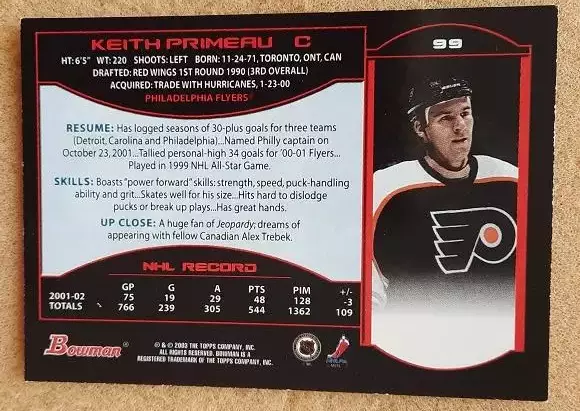 KEITH PRIMEAU C
99
HT: 6'5" WT: 220 SHOOTS: LEFT BORN: 11-24-71, TORONTO, ONT, CAN
DRAFTED: RED WINGS 1ST ROUND 1990 (3RD OVERALL)
ACQUIRED: TRADE WITH HURRICANES, 1-23-00
PHILADELPHIA FLYERS®
RESUME: Has logged seasons of 30-plus goals for three teams
(Detroit, Carolina and Philadelphia)...Named Philly captain on
October 23, 2001...Tallied personal-high 34 goals for '00-01 Flyers...
Played in 1999 NHL All-Star Game.
SKILLS: Boasts "power forward" skills: strength, speed, puck-handling
ability and grit...Skates well for his size...Hits hard to dislodge
pucks or break up plays...Has great hands.
UP CLOSE: A huge fan of Jeopardy; dreams of
appearing with fellow Canadian Alex Trebek.
NHL RECORD
GP G A PTS PIM +/-
2001-02 75 19 29 48 128 -3
TOTALS 766 239 305 544 1362 109
Bowman®
® & © 2003 THE TOPPS COMPANY, INC.
ALL RIGHTS RESERVED. BOWMAN IS A
REGISTERED TRADEMARK OF THE TOPPS COMPANY, INC.